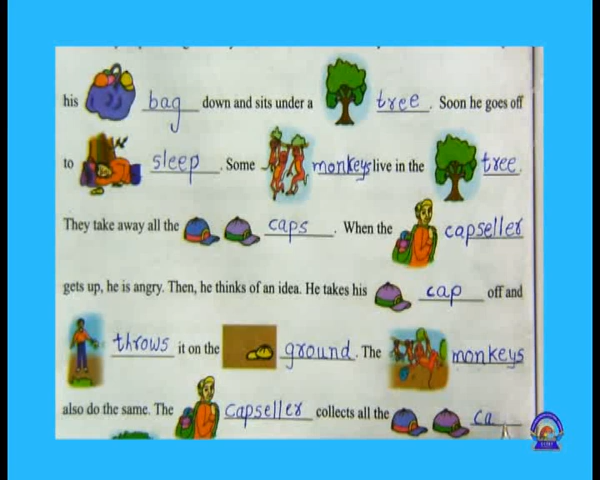 his bag down and sits under a tree. Soon he goes off
to sleep. Some monkeys live in the tree.
They take away all the caps. When the capseller
gets up, he is angry. Then, he thinks of an idea. He takes his cap off and
throws it on the ground. The monkeys
also do the same. The capseller collects all the ca